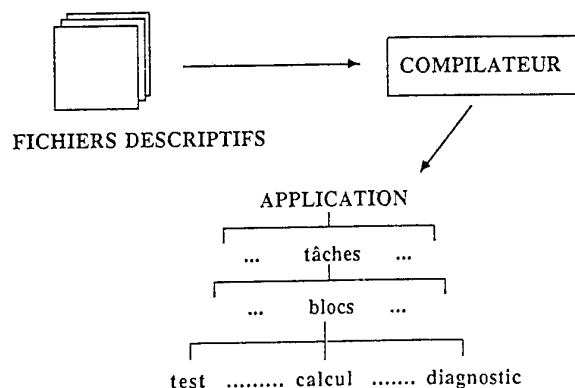 COMPILATEUR
FICHIERS DESCRIPTIFS
APPLICATION
... tâches ...
... blocs ...
test ......... calcul ....... diagnostic